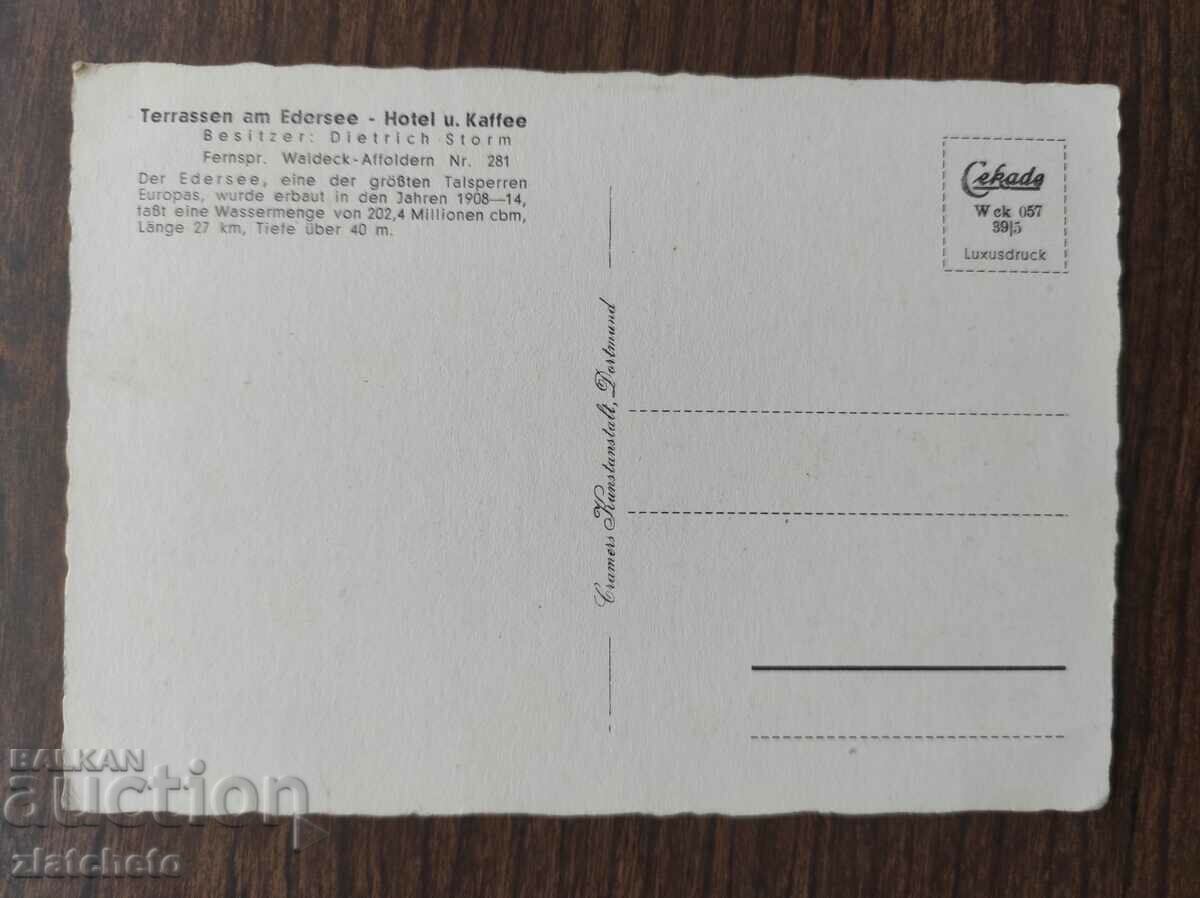 Terrassen am Edersee - Hotel u. Kaffee
Besitzer: Dietrich Storm
Fernspr. Waldeck-Affoldern Nr. 281
Der Edersee, eine der größten Talsperren
Europas, wurde erbaut in den Jahren 1908—14,
faßt eine Wassermenge von 202,4 Millionen cbm,
Länge 27 km, Tiefe über 40 m.
Cekade
Wck 057
39|5
Luxusdruck
Cramers Kunstanstalt, Dortmund
BALKAN
auction
zlatcheto